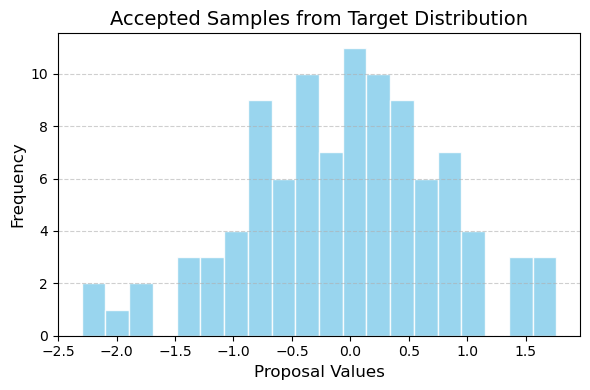 Accepted Samples from Target Distribution
Frequency
10
8
6
4
2
0
−2.5 −2.0 −1.5 −1.0 −0.5 0.0 0.5 1.0 1.5
Proposal Values